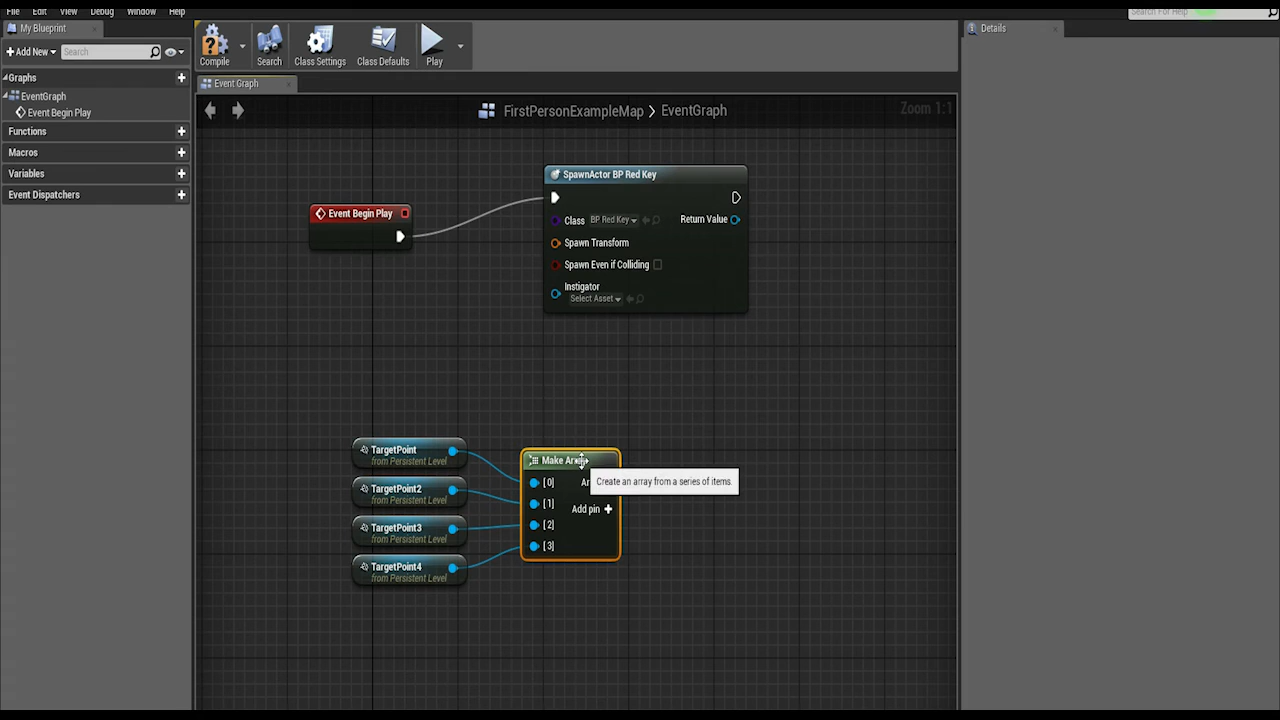 File Edit View Debug Window Help
Search For Help
My Blueprint
Details
Add New
Search
Compile
Search
Class Settings
Class Defaults
Play
Graphs
EventGraph
Event Begin Play
Functions
Macros
Variables
Event Dispatchers
Event Graph
FirstPersonExampleMap > EventGraph
Zoom 1:1
Event Begin Play
SpawnActor BP Red Key
Class BP Red Key
Return Value
Spawn Transform
Spawn Even if Colliding
Instigator
Select Asset
TargetPoint
from Persistent Level
TargetPoint2
from Persistent Level
TargetPoint3
from Persistent Level
TargetPoint4
from Persistent Level
Make
[0]
[1]
Add pin
[2]
[3]
Create an array from a series of items.